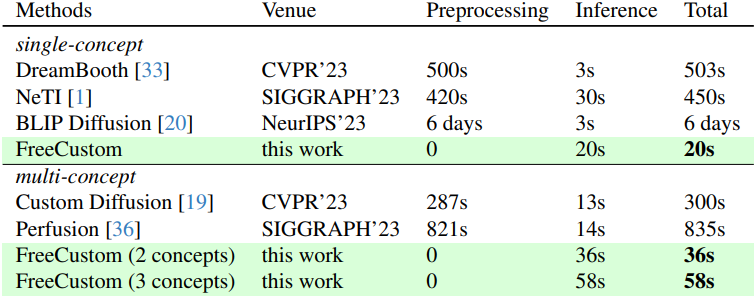 Methods Venue Preprocessing Inference Total
single-concept
DreamBooth [33] CVPR'23 500s 3s 503s
NeTI [1] SIGGRAPH'23 420s 30s 450s
BLIP Diffusion [20] NeurIPS'23 6 days 3s 6 days
FreeCustom this work 0 20s 20s
multi-concept
Custom Diffusion [19] CVPR'23 287s 13s 300s
Perfusion [36] SIGGRAPH'23 821s 14s 835s
FreeCustom (2 concepts) this work 0 36s 36s
FreeCustom (3 concepts) this work 0 58s 58s